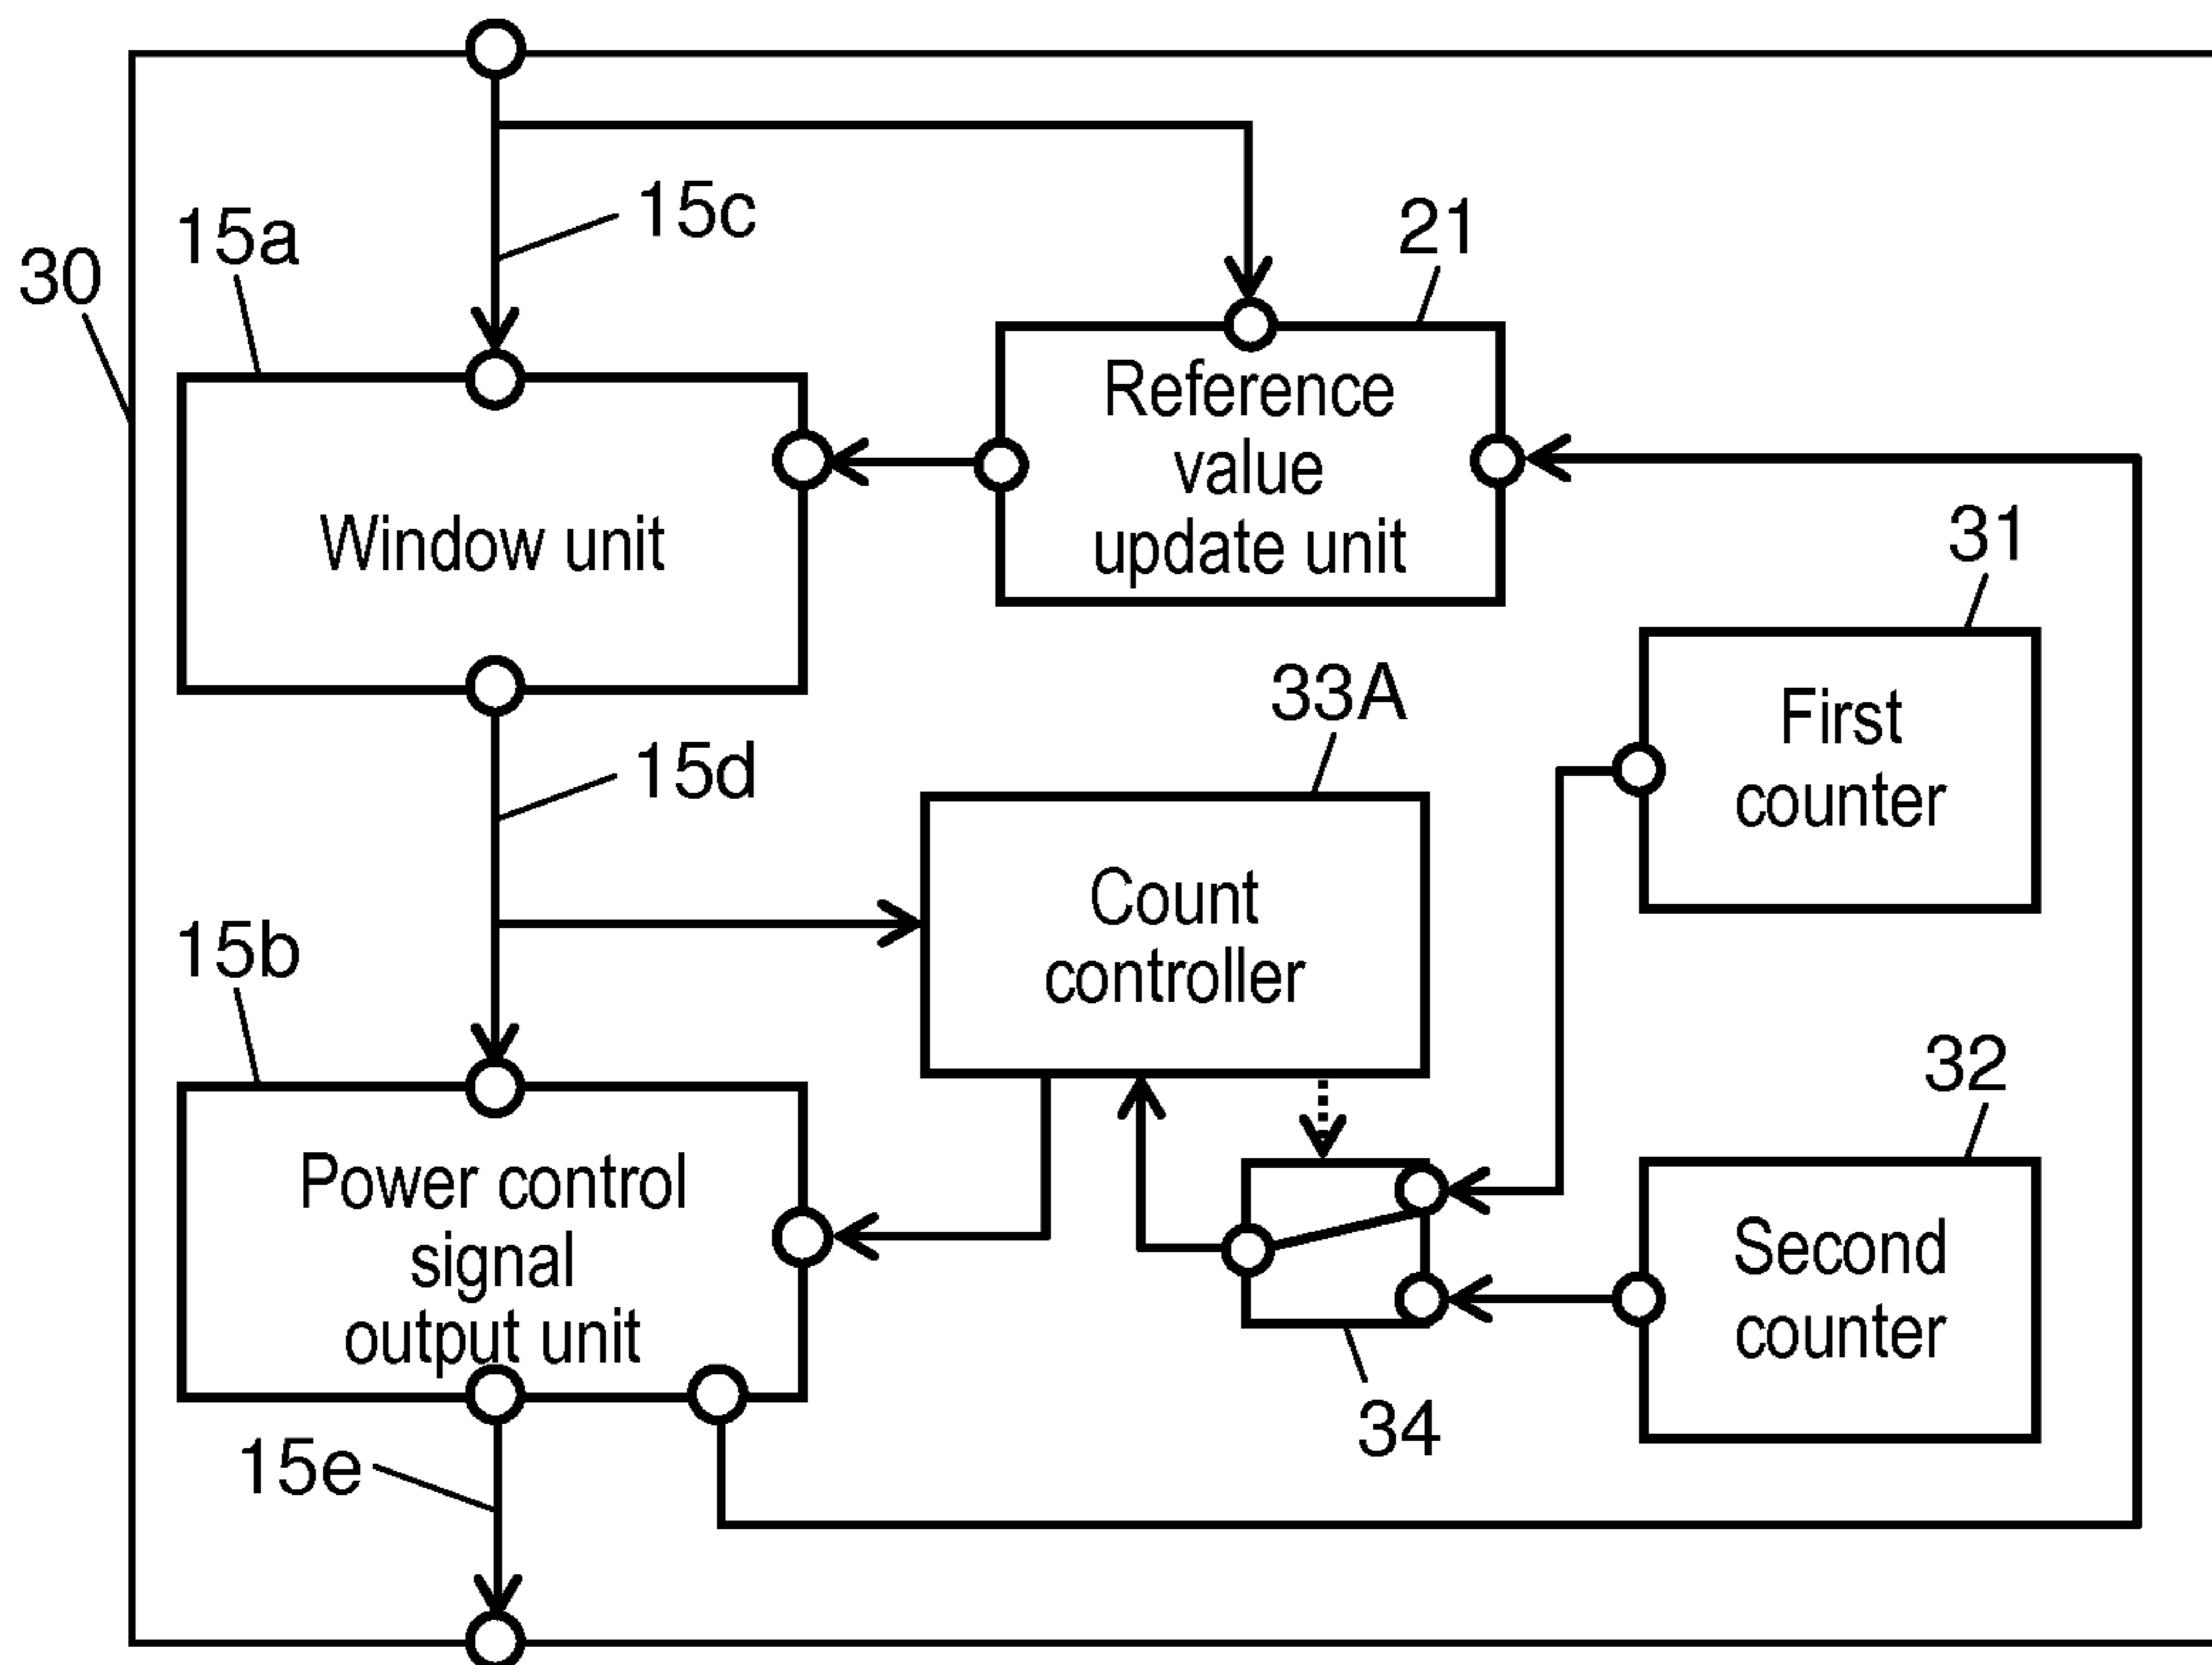 15c
15a
21
30
Reference
value
update unit
Window unit
31
33A
First
counter
15d
Count
controller
15b
32
Power control
signal
output unit
Second
counter
34
15e